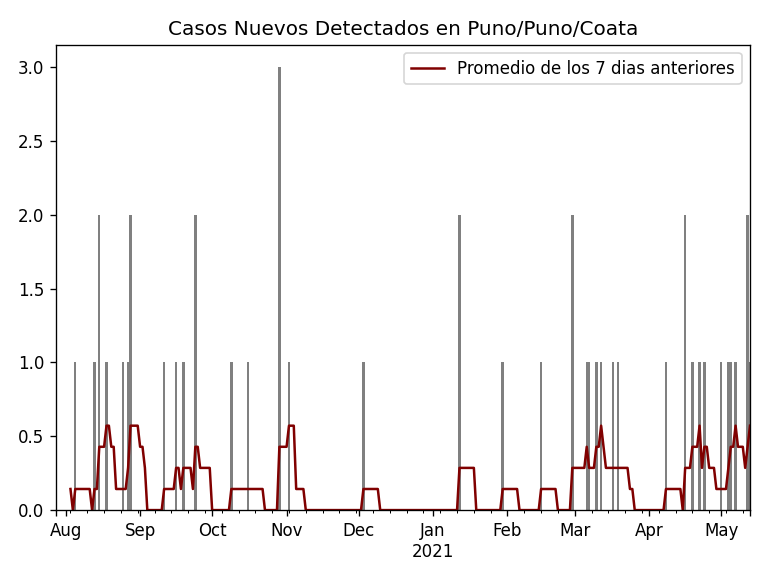 Casos Nuevos Detectados en Puno/Puno/Coata
Promedio de los 7 dias anteriores
3.0
2.5
2.0
1.5
1.0
0.5
0.0
Aug Sep Oct Nov Dec Jan Feb Mar Apr May
2021